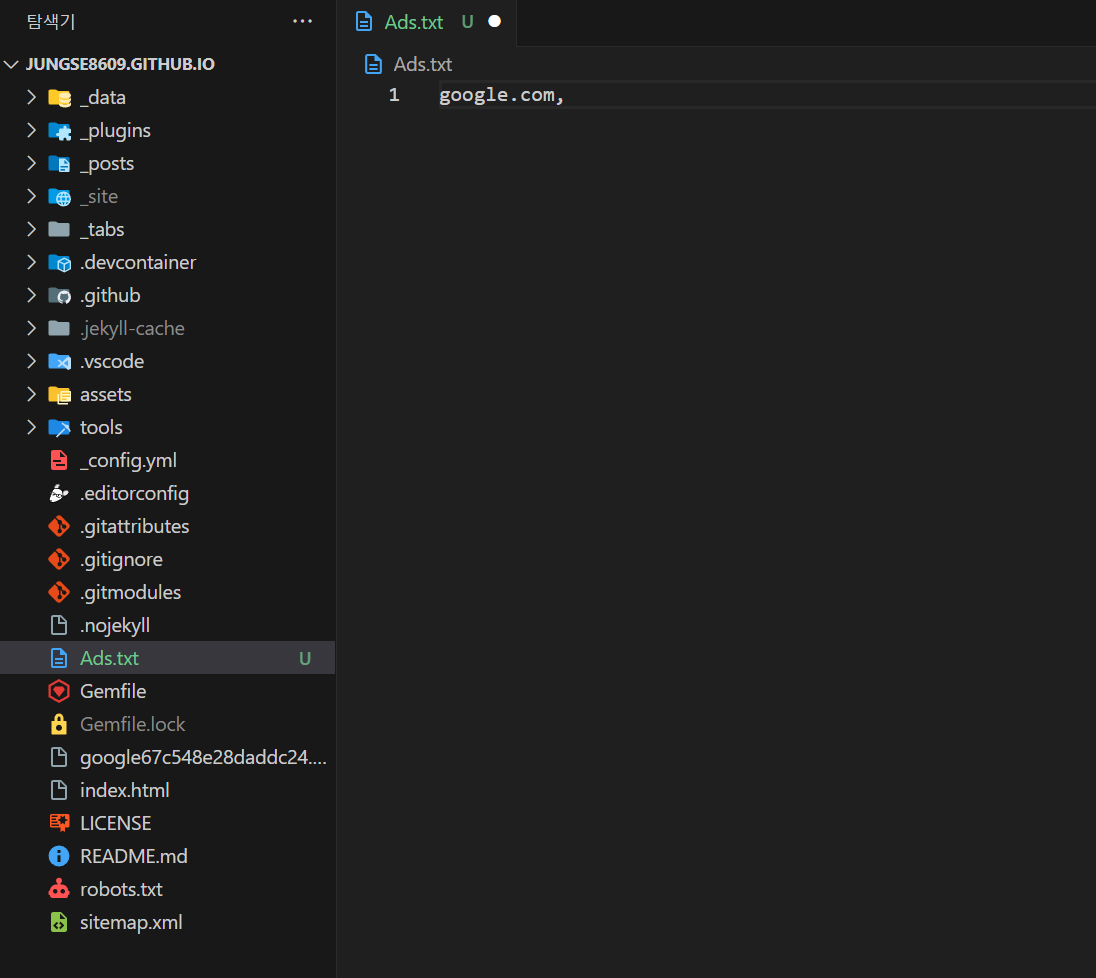 탐색기 ···
Ads.txt U
JUNGSE8609.GITHUB.IO
_data
_plugins
_posts
_site
_tabs
.devcontainer
.github
.jekyll-cache
.vscode
assets
tools
_config.yml
.editorconfig
.gitattributes
.gitignore
.gitmodules
.nojekyll
Ads.txt U
Gemfile
Gemfile.lock
google67c548e28daddc24....
index.html
LICENSE
README.md
robots.txt
sitemap.xml
Ads.txt
1 google.com,